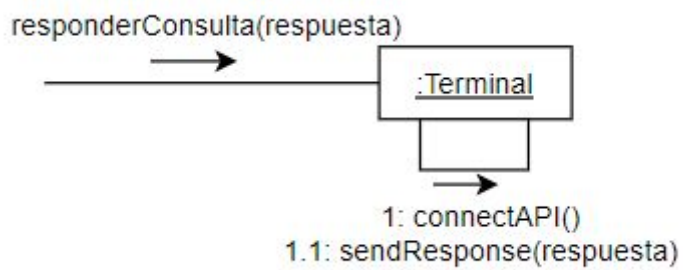 responderConsulta(respuesta)
:Terminal
1: connectAPI()
1.1: sendResponse(respuesta)